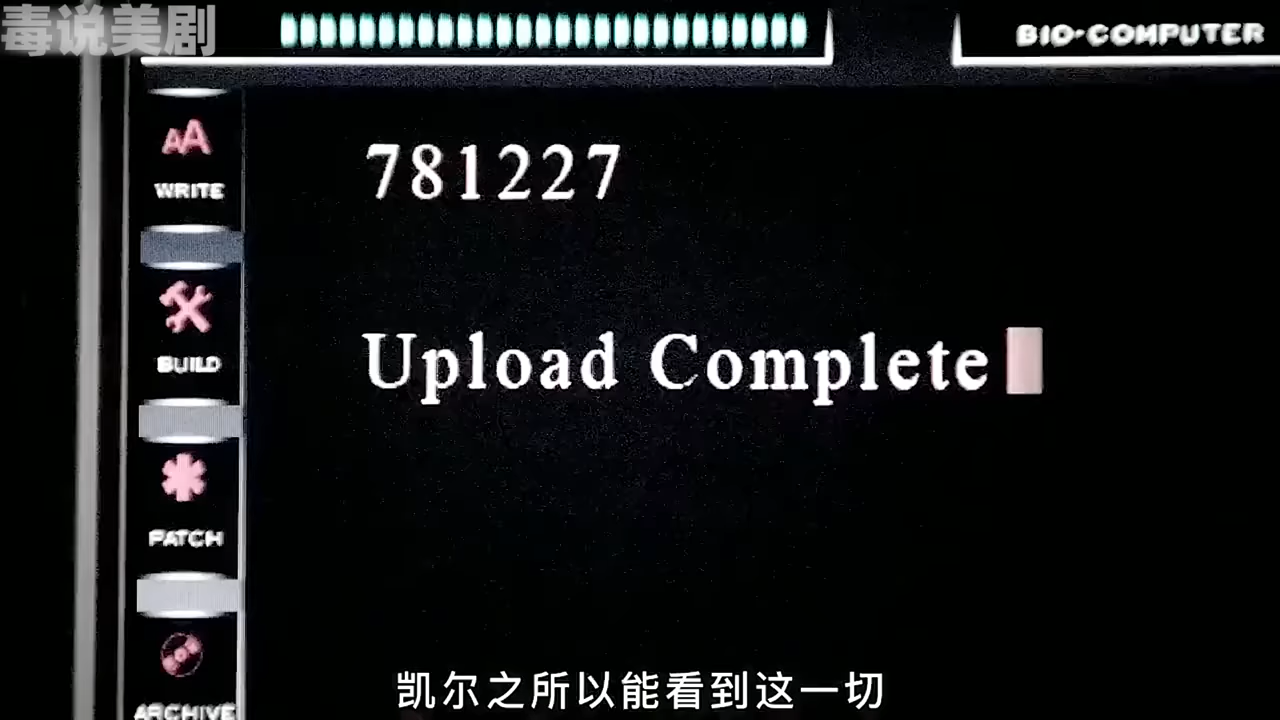 毒说美剧
BIO-COMPUTER
AA
WRITE
781227
BUILD
Upload Complete
PATCH
ARCHIVE
凯尔之所以能看到这一切